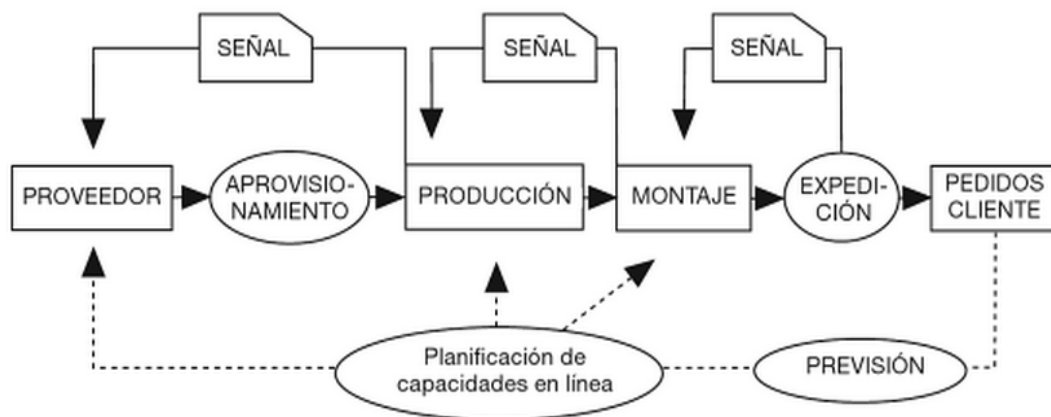 SEÑAL
SEÑAL
SEÑAL
PROVEEDOR
APROVISIO-
NAMIENTO
PRODUCCIÓN
MONTAJE
EXPEDI-
CIÓN
PEDIDOS
CLIENTE
Planificación de
capacidades en línea
PREVISIÓN